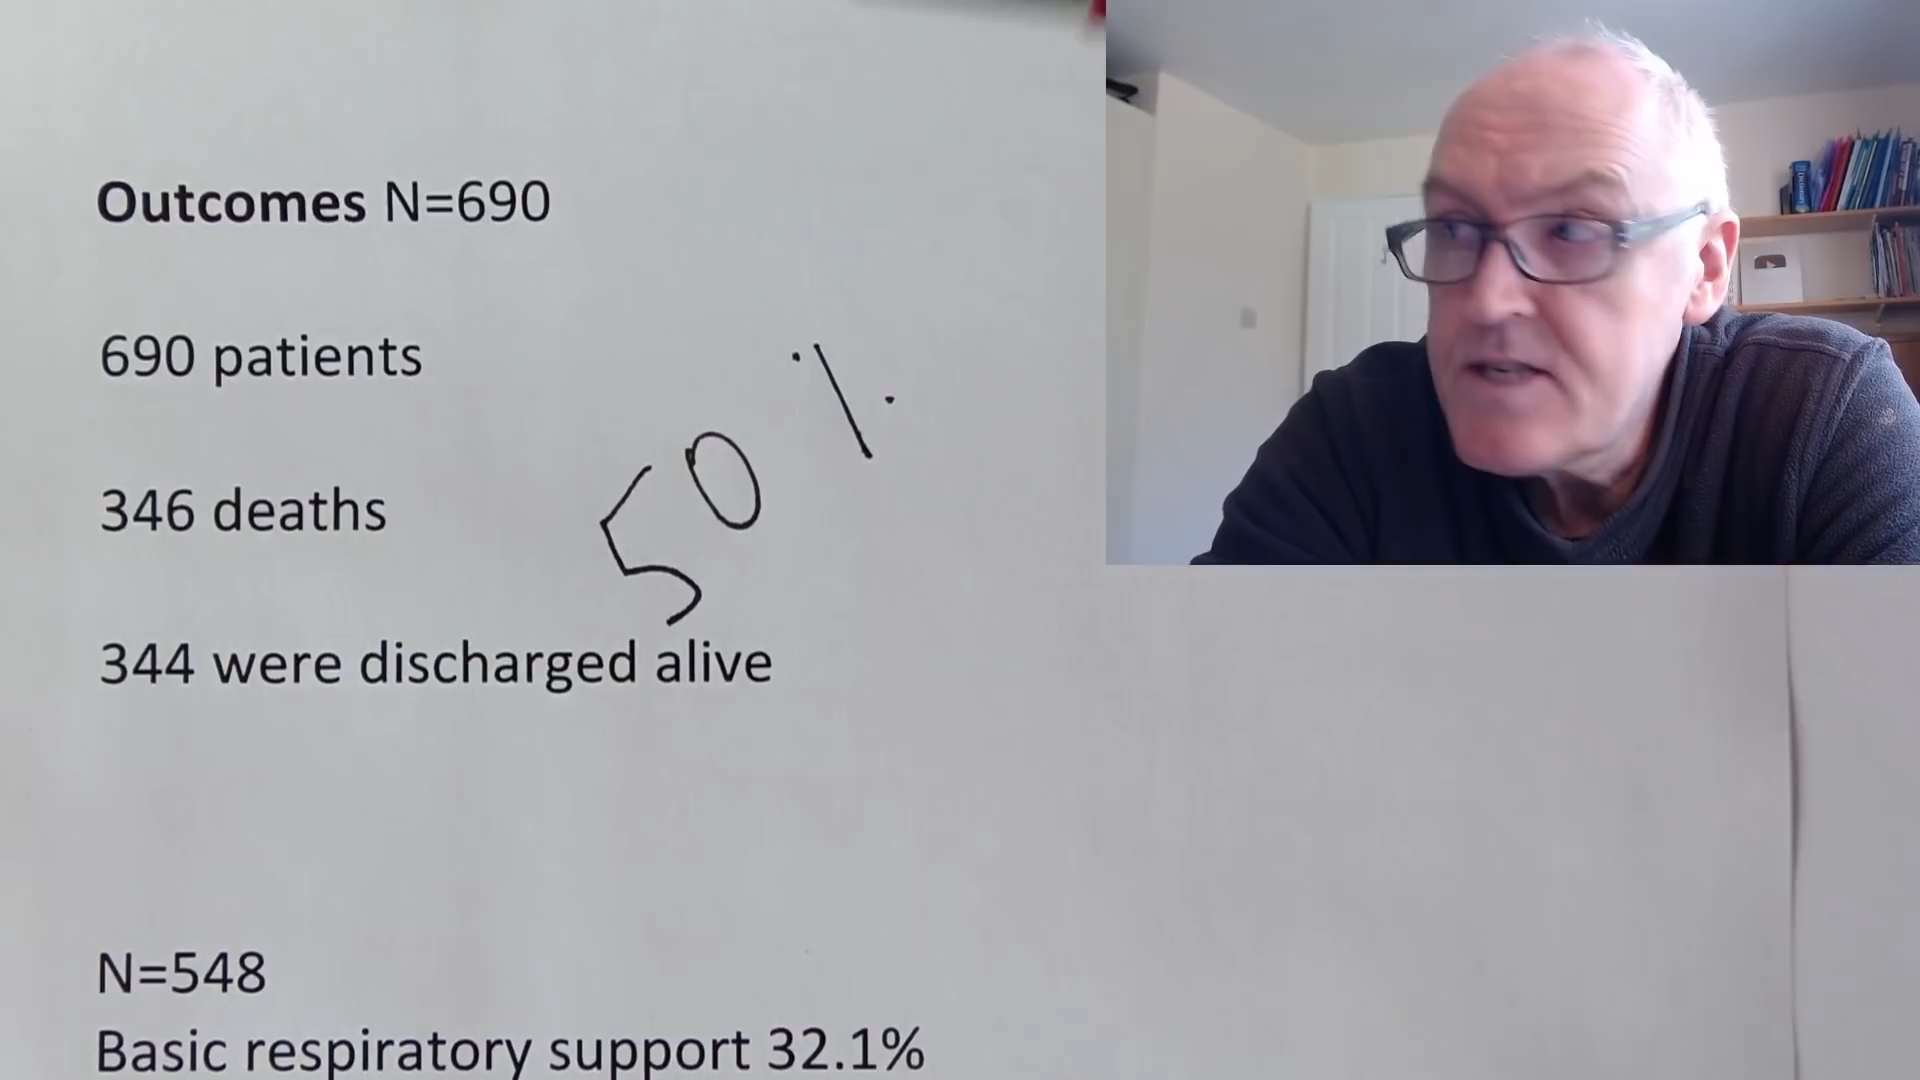 Outcomes N=690
690 patients
346 deaths
50%
344 were discharged alive
N=548
Basic respiratory support 32.1%